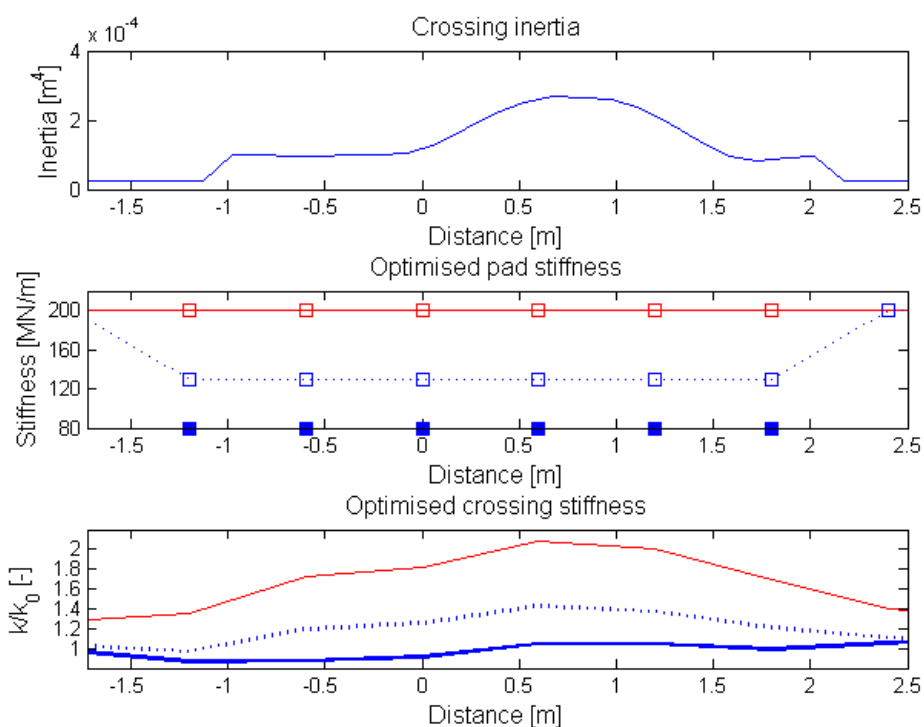 Crossing inertia
x 10^-4
4
2
0
Inertia [m^4]
-1.5 -1 -0.5 0 0.5 1 1.5 2 2.5
Distance [m]
Optimised pad stiffness
200
160
120
80
Stiffness [MN/m]
-1.5 -1 -0.5 0 0.5 1 1.5 2 2.5
Distance [m]
Optimised crossing stiffness
2
1.8
1.6
1.4
1.2
1
k/k_0 [-]
-1.5 -1 -0.5 0 0.5 1 1.5 2 2.5
Distance [m]